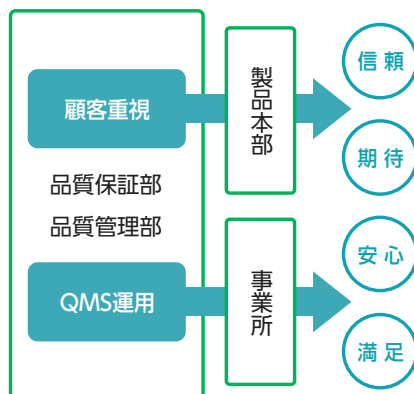 顧客重視
品質保証部
品質管理部
QMS運用
製品本部
事業所
信頼
期待
安心
満足